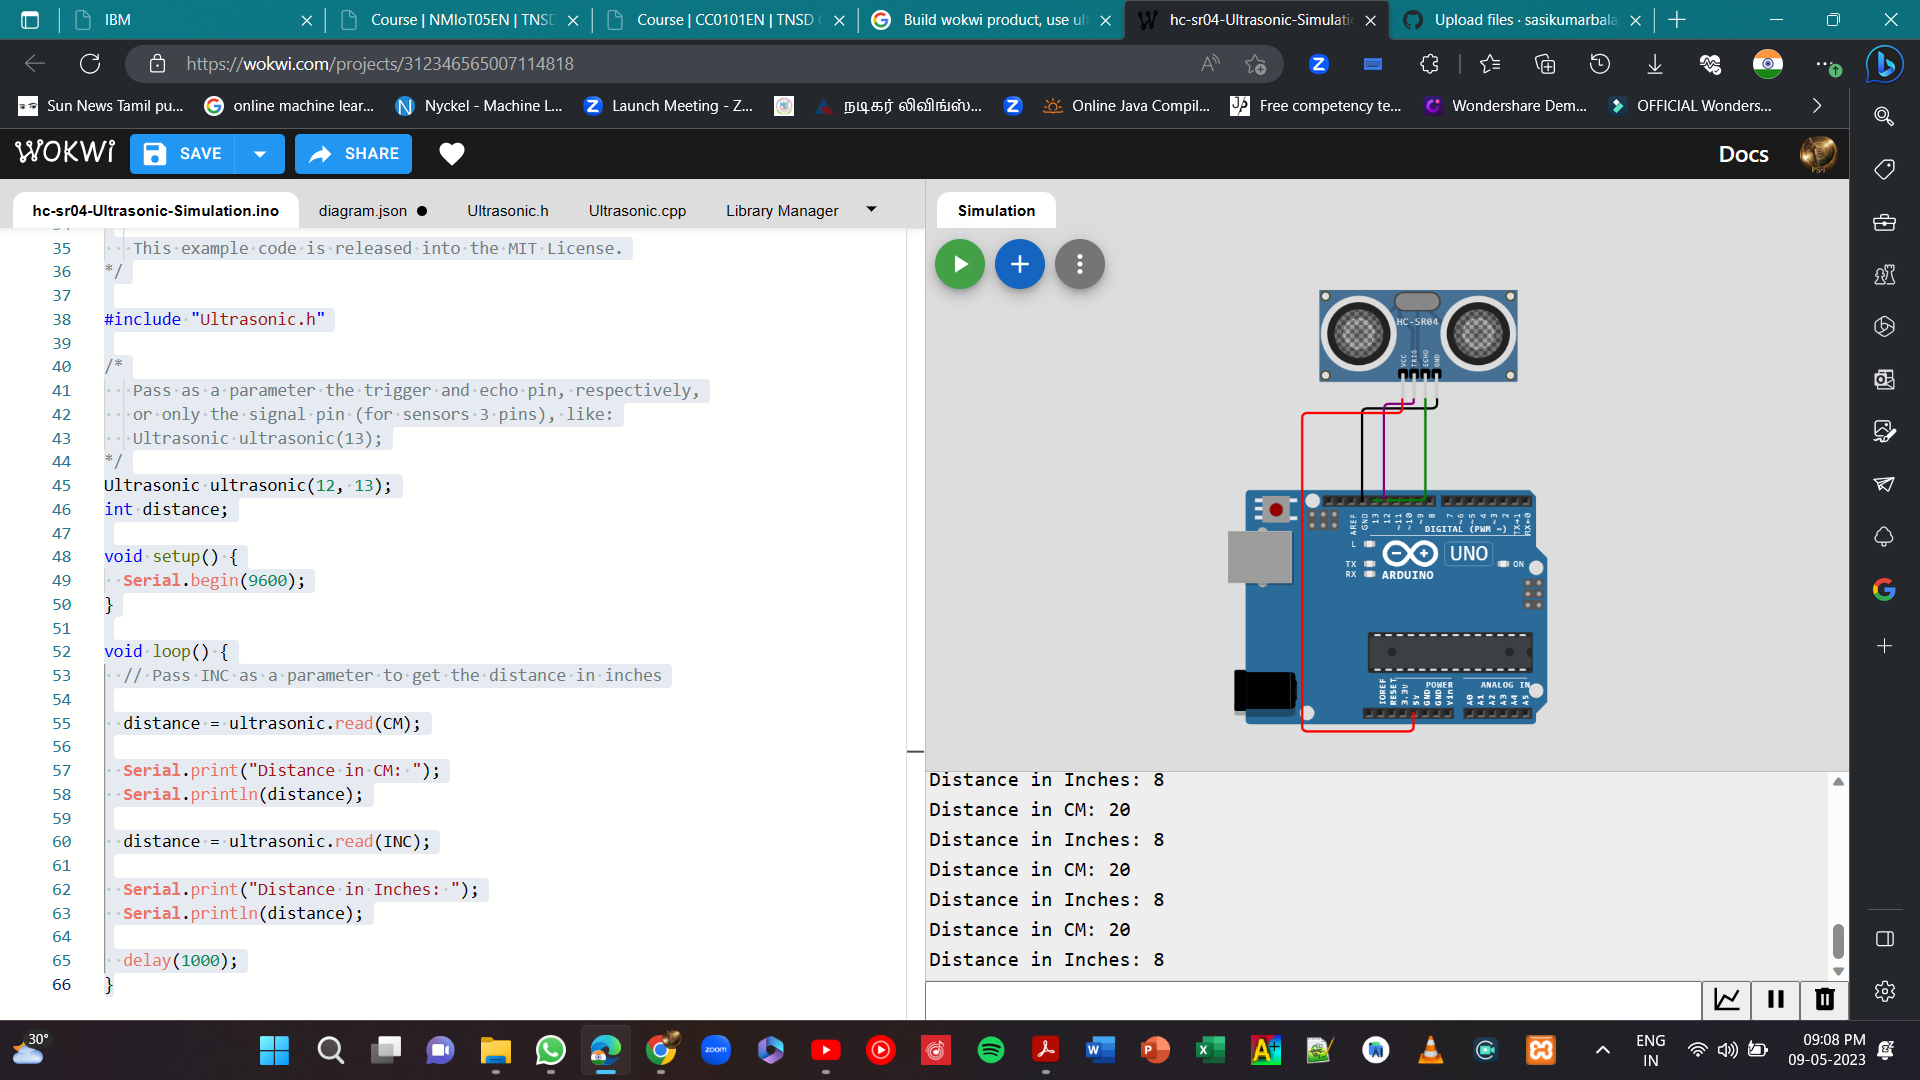 IBM
Course | NMIoT05EN | TNSD
Course | CC0101EN | TNSD
Build wokwi product, use ul
hc-sr04-Ultrasonic-Simulati
Upload files · sasikumarbala
https://wokwi.com/projects/312346565007114818
Sun News Tamil pu...
online machine lear...
Nyckel - Machine L...
Launch Meeting - Z...
நடிகர் லிவிங்ஸ்...
Online Java Compil...
Free competency te...
Wondershare Dem...
OFFICIAL Wonders...
WOKWI
SAVE
SHARE
Docs
hc-sr04-Ultrasonic-Simulation.ino
diagram.json
Ultrasonic.h
Ultrasonic.cpp
Library Manager
Simulation
35 This example code is released into the MIT License.
36 */
37
38 #include "Ultrasonic.h"
39
40 /*
41 Pass as a parameter the trigger and echo pin, respectively,
42 or only the signal pin (for sensors 3 pins), like:
43 Ultrasonic ultrasonic(13);
44 */
45 Ultrasonic ultrasonic(12, 13);
46 int distance;
47
48 void setup() {
49 Serial.begin(9600);
50 }
51
52 void loop() {
53 // Pass INC as a parameter to get the distance in inches
54
55 distance = ultrasonic.read(CM);
56
57 Serial.print("Distance in CM: ");
58 Serial.println(distance);
59
60 distance = ultrasonic.read(INC);
61
62 Serial.print("Distance in Inches: ");
63 Serial.println(distance);
64
65 delay(1000);
66 }
HC-SR04
VCC
TRIG
ECHO
GND
AREF
GND
13
12
~11
~10
~9
8
7
~6
~5
4
~3
2
TX→1
RX←0
DIGITAL (PWM ~)
L
TX
RX
UNO
ARDUINO
ON
IOREF
RESET
3.3V
5V
GND
GND
Vin
POWER
ANALOG IN
A0
A1
A2
A3
A4
A5
Distance in Inches: 8
Distance in CM: 20
Distance in Inches: 8
Distance in CM: 20
Distance in Inches: 8
Distance in CM: 20
Distance in Inches: 8
30°
zoom
ENG
IN
09:08 PM
09-05-2023